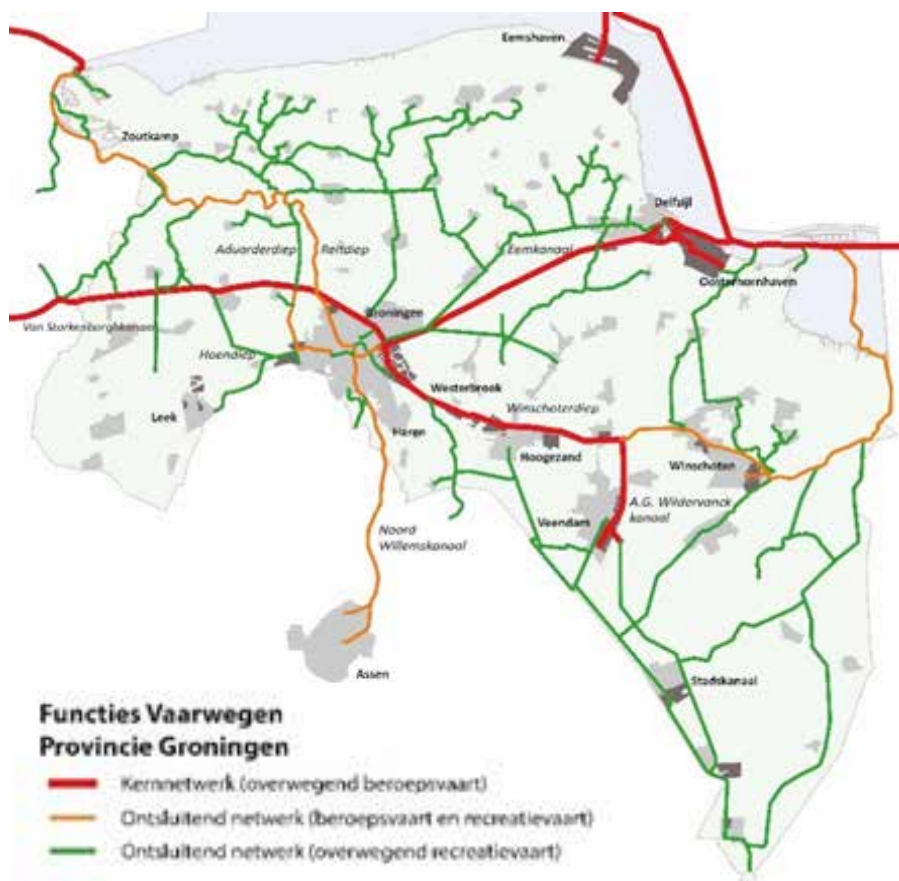 Eemshaven
Zoutkamp
Delfzijl
Aduarderdiep
Reitdiep
Eemkanaal
Oosterhornhaven
Groningen
Van Starkenborghkanaal
Hoendiep
Westerbroek
Leek
Winschoterdiep
Haren
Hoogezand
Winschoten
A.G. Wildervanck
kanaal
Veendam
Noord
Willemskanaal
Assen
Stadskanaal
Functies Vaarwegen
Provincie Groningen
Kernnetwerk (overwegend beroepsvaart)
Ontsluitend netwerk (beroepsvaart en recreatievaart)
Ontsluitend netwerk (overwegend recreatievaart)